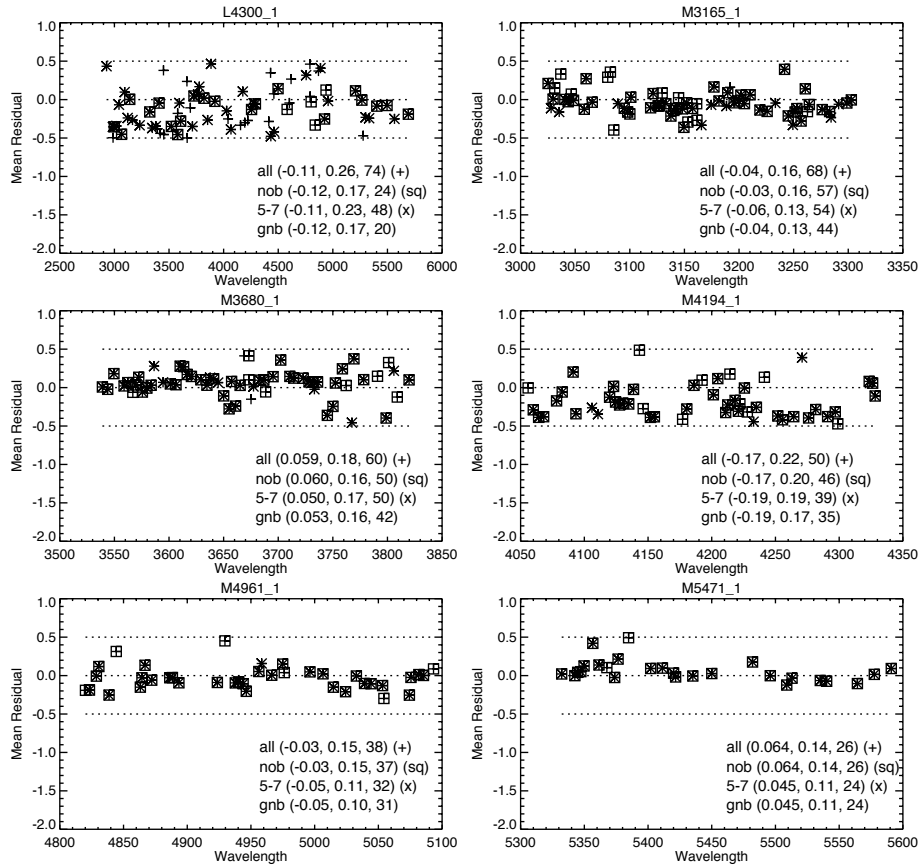 L4300_1
1.0
0.5
0.0
-0.5
-1.0
-1.5
-2.0
Mean Residual
all (-0.11, 0.26, 74) (+)
nob (-0.12, 0.17, 24) (sq)
5-7 (-0.11, 0.23, 48) (x)
gnb (-0.12, 0.17, 20)
2500 3000 3500 4000 4500 5000 5500 6000
Wavelength
M3165_1
1.0
0.5
0.0
-0.5
-1.0
-1.5
-2.0
Mean Residual
all (-0.04, 0.16, 68) (+)
nob (-0.03, 0.16, 57) (sq)
5-7 (-0.06, 0.13, 54) (x)
gnb (-0.04, 0.13, 44)
3000 3050 3100 3150 3200 3250 3300 3350
Wavelength
M3680_1
1.0
0.5
0.0
-0.5
-1.0
-1.5
-2.0
Mean Residual
all (0.059, 0.18, 60) (+)
nob (0.060, 0.16, 50) (sq)
5-7 (0.050, 0.17, 50) (x)
gnb (0.053, 0.16, 42)
3500 3550 3600 3650 3700 3750 3800 3850
Wavelength
M4194_1
1.0
0.5
0.0
-0.5
-1.0
-1.5
-2.0
Mean Residual
all (-0.17, 0.22, 50) (+)
nob (-0.17, 0.20, 46) (sq)
5-7 (-0.19, 0.19, 39) (x)
gnb (-0.19, 0.17, 35)
4050 4100 4150 4200 4250 4300 4350
Wavelength
M4961_1
1.0
0.5
0.0
-0.5
-1.0
-1.5
-2.0
Mean Residual
all (-0.03, 0.15, 38) (+)
nob (-0.03, 0.15, 37) (sq)
5-7 (-0.05, 0.11, 32) (x)
gnb (-0.05, 0.10, 31)
4800 4850 4900 4950 5000 5050 5100
Wavelength
M5471_1
1.0
0.5
0.0
-0.5
-1.0
-1.5
-2.0
Mean Residual
all (0.064, 0.14, 26) (+)
nob (0.064, 0.14, 26) (sq)
5-7 (0.045, 0.11, 24) (x)
gnb (0.045, 0.11, 24)
5300 5350 5400 5450 5500 5550 5600
Wavelength